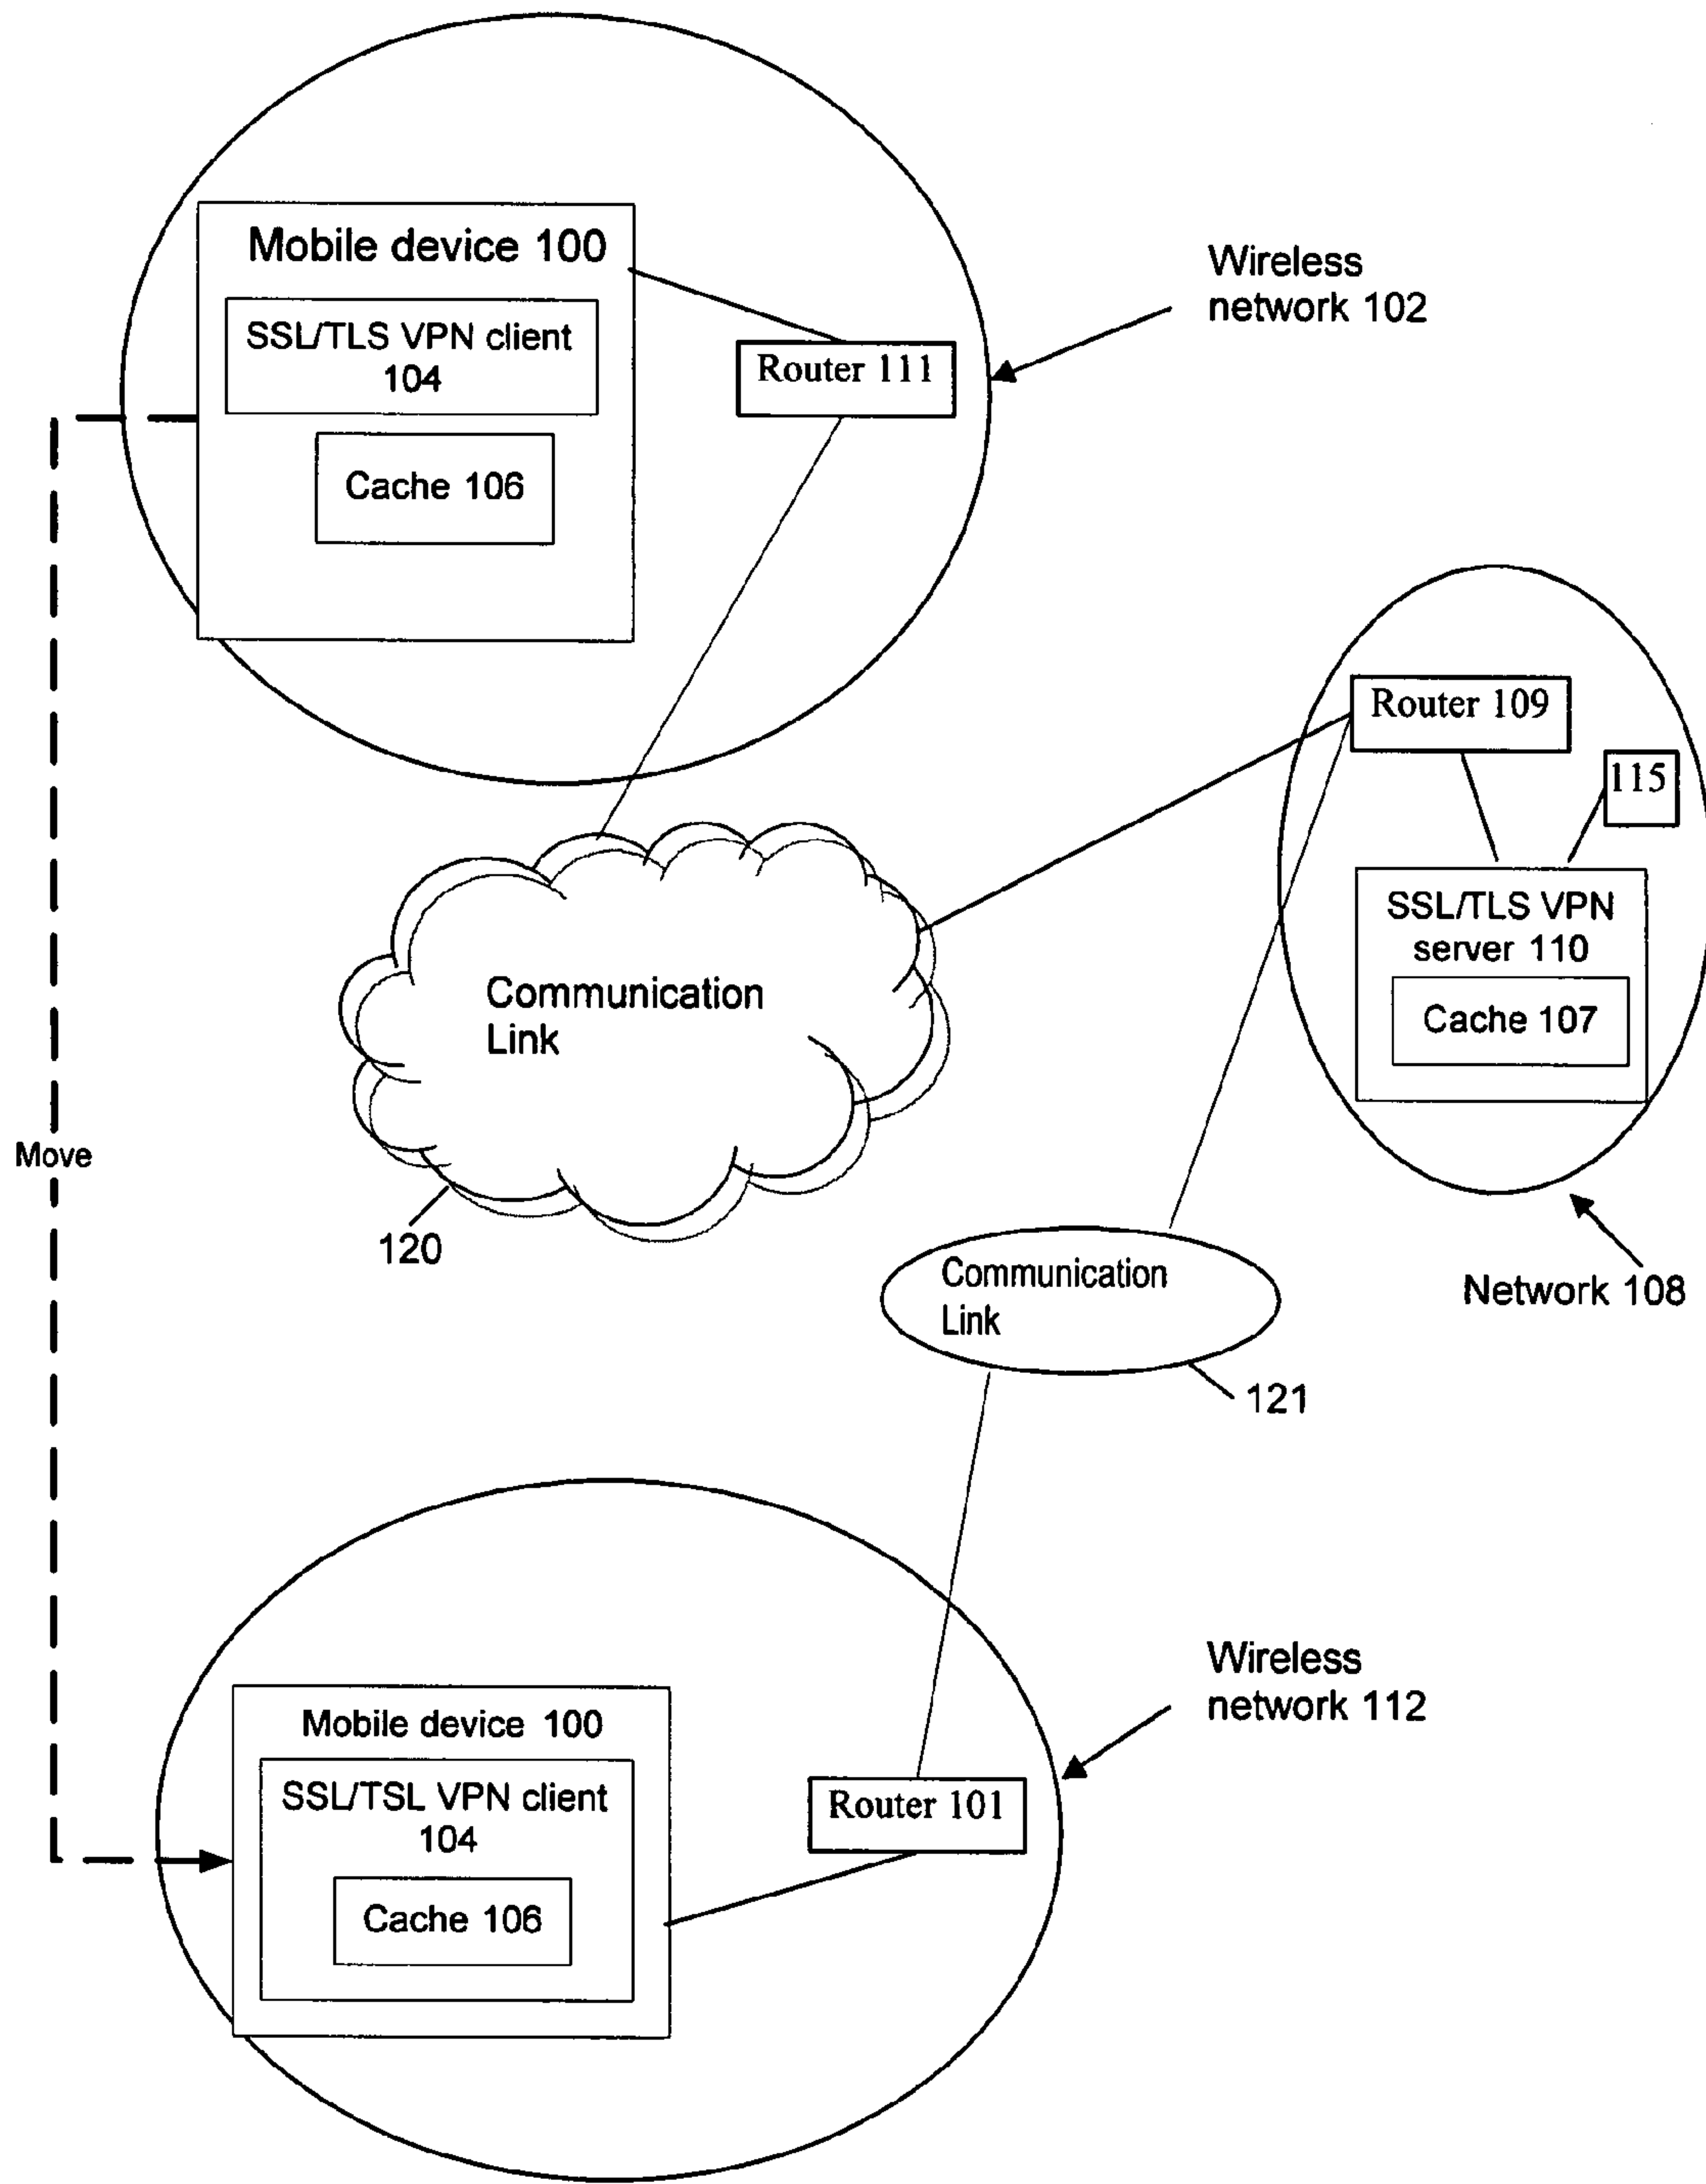 Mobile device 100
SSL/TLS VPN client
104
Cache 106
Router 111
Wireless
network 102
Router 109
115
SSL/TLS VPN
server 110
Cache 107
Network 108
Communication
Link
120
Move
Communication
Link
121
Wireless
network 112
Mobile device 100
SSL/TSL VPN client
104
Cache 106
Router 101